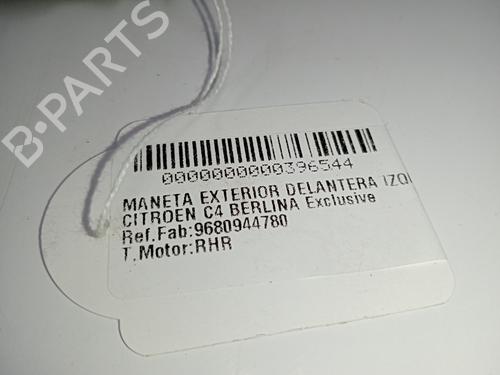 B-PARTS
0000000000396544
MANETA EXTERIOR DELANTERA IZQ
CITROEN C4 BERLINA Exclusive
Ref.Fab:9680944780
T.Motor:RHR